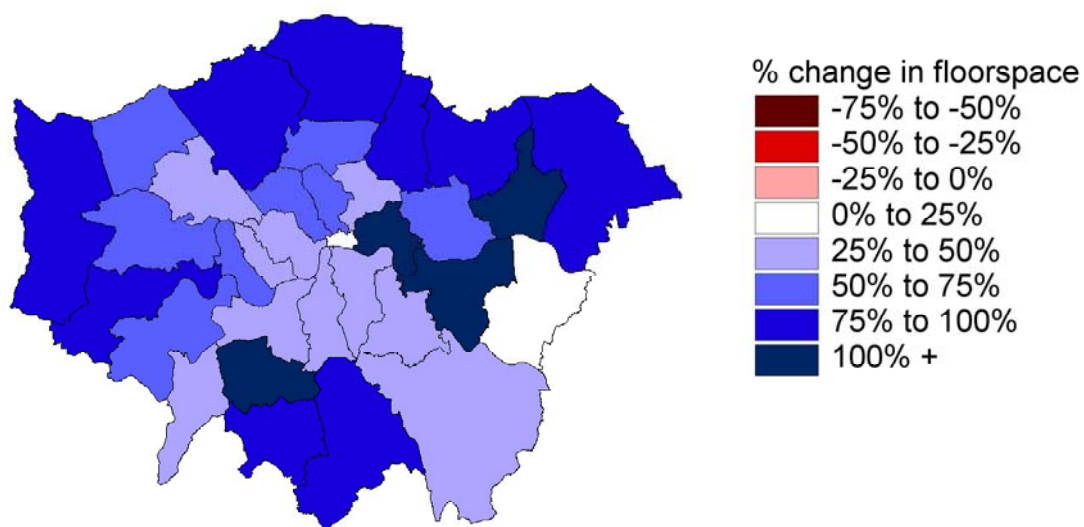 % change in floorspace
-75% to -50%
-50% to -25%
-25% to 0%
0% to 25%
25% to 50%
50% to 75%
75% to 100%
100% +